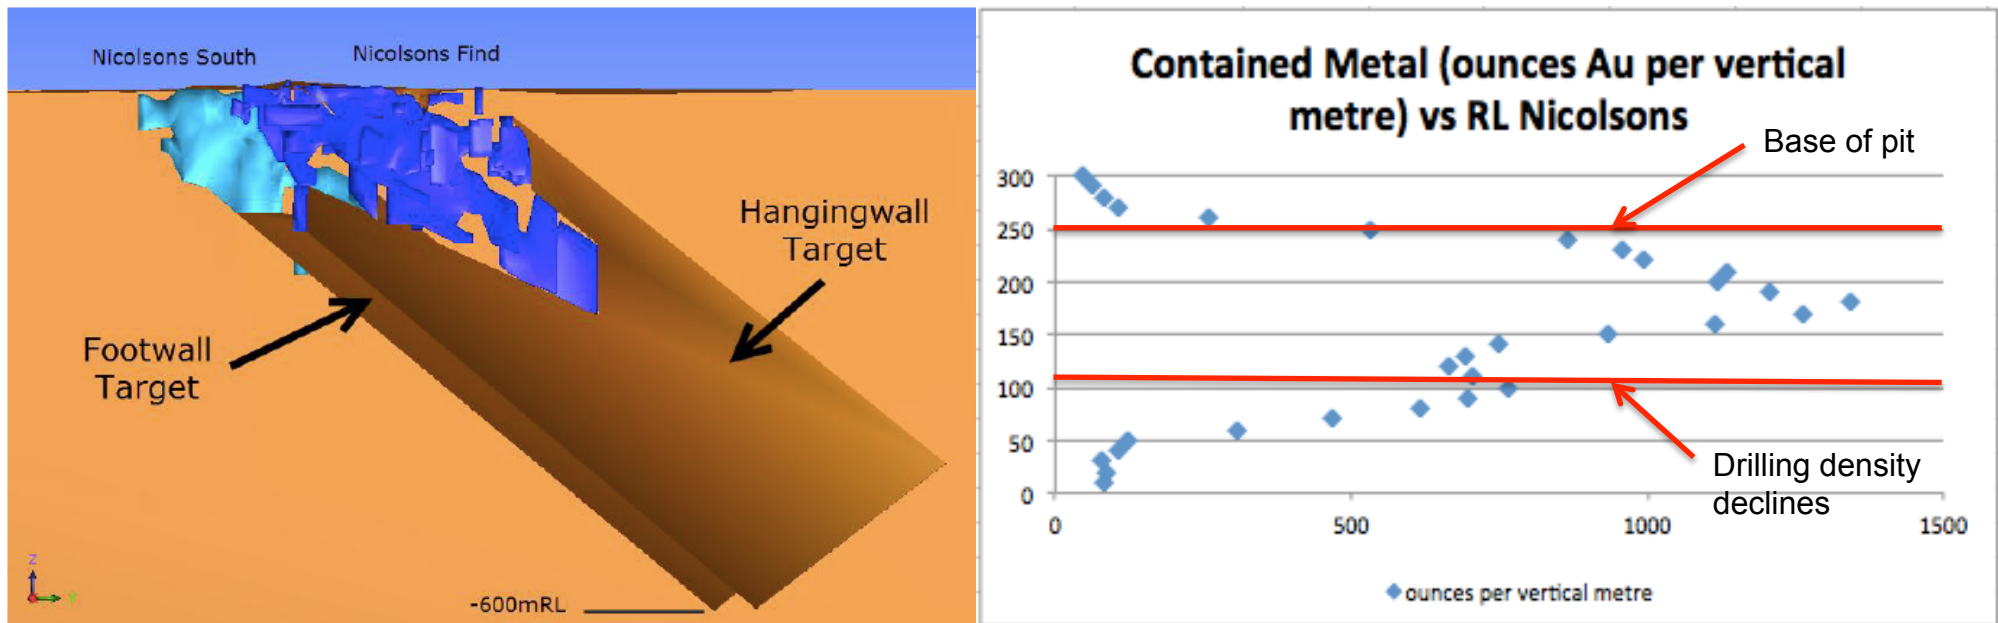 Nicolsons South
Nicolsons Find
Hangingwall
Target
Footwall
Target
-600mRL
Z
Y
Contained Metal (ounces Au per vertical
metre) vs RL Nicolsons
Base of pit
300
250
200
150
100
50
0
Drilling density
declines
0
500
1000
1500
ounces per vertical metre